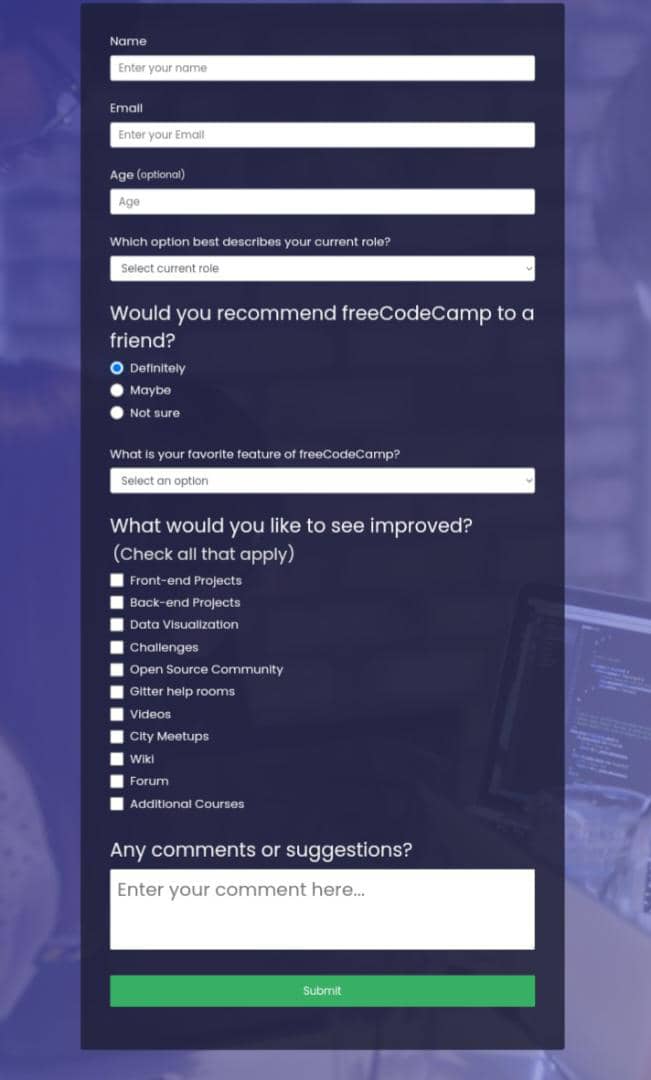 Name
Enter your name
Email
Enter your Email
Age (optional)
Age
Which option best describes your current role?
Select current role
Would you recommend freeCodeCamp to a
friend?
Definitely
Maybe
Not sure
What is your favorite feature of freeCodeCamp?
Select an option
What would you like to see improved?
(Check all that apply)
Front-end Projects
Back-end Projects
Data Visualization
Challenges
Open Source Community
Gitter help rooms
Videos
City Meetups
Wiki
Forum
Additional Courses
Any comments or suggestions?
Enter your comment here...
Submit